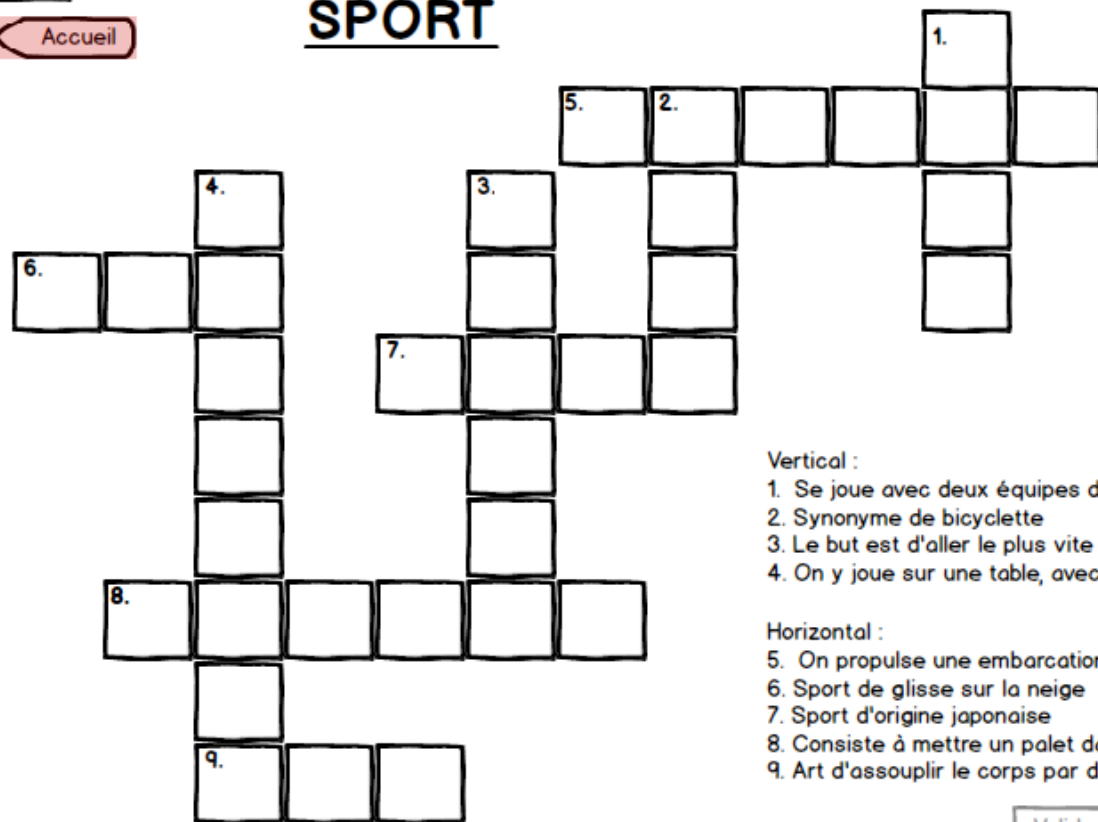 SPORT
Accueil
1.
5.
2.
4.
3.
6.
7.
8.
9.
Vertical :
1. Se joue avec deux équipes d
2. Synonyme de bicyclette
3. Le but est d'aller le plus vite
4. On y joue sur une table, avec
Horizontal :
5. On propulse une embarcation
6. Sport de glisse sur la neige
7. Sport d'origine japonaise
8. Consiste à mettre un palet da
9. Art d'assouplir le corps par d